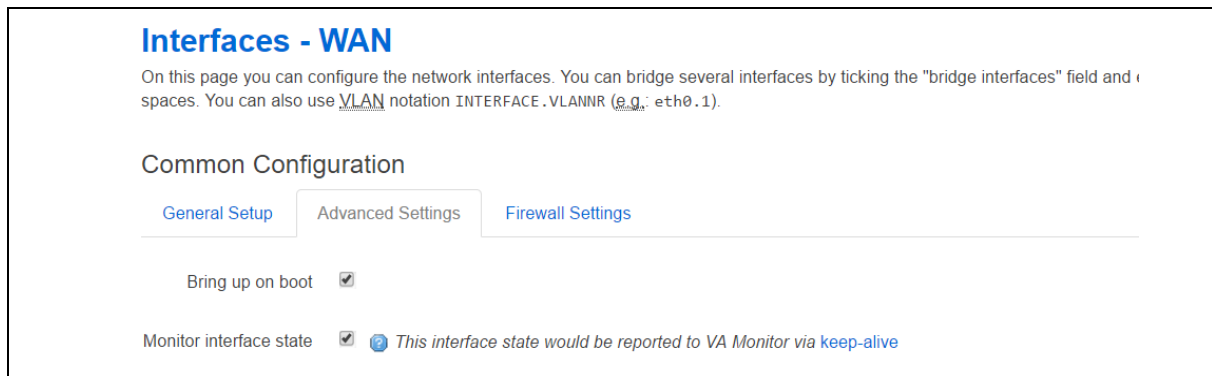 Interfaces - WAN
On this page you can configure the network interfaces. You can bridge several interfaces by ticking the "bridge interfaces" field and
spaces. You can also use VLAN notation INTERFACE.VLANNR (e.g.: eth0.1).
Common Configuration
General Setup Advanced Settings Firewall Settings
Bring up on boot
Monitor interface state This interface state would be reported to VA Monitor via keep-alive